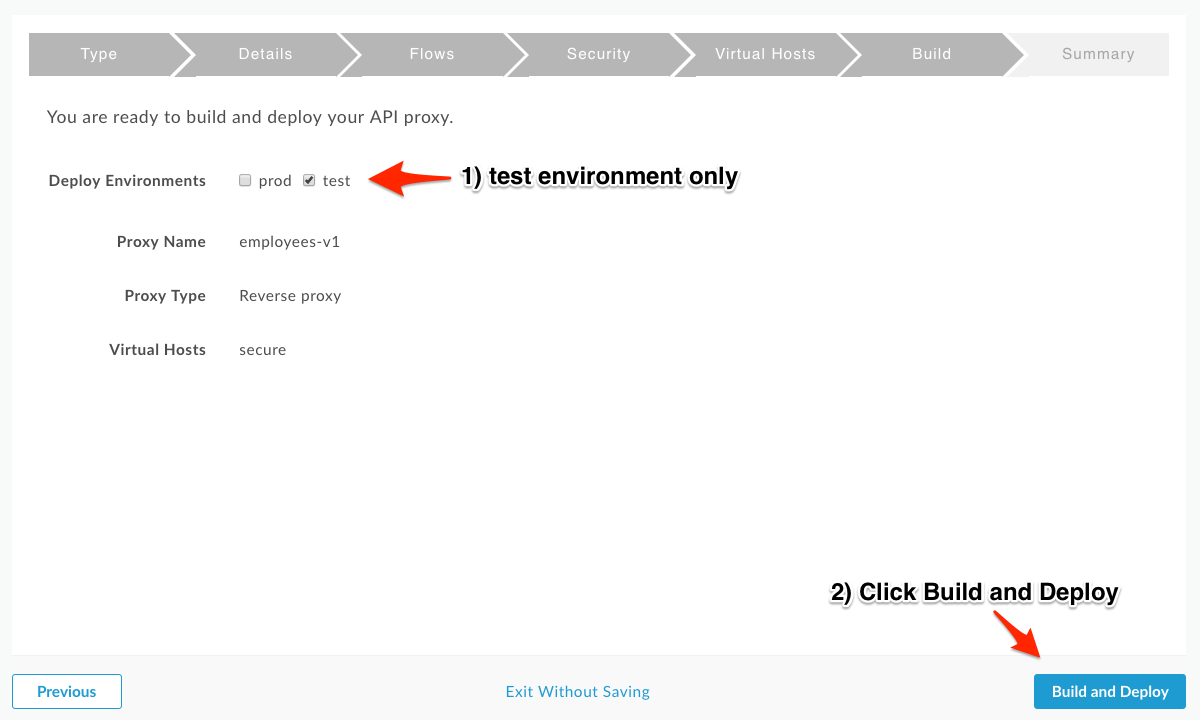 Type Details Flows Security Virtual Hosts Build Summary
You are ready to build and deploy your API proxy.
Deploy Environments prod test 1) test environment only
Proxy Name employees-v1
Proxy Type Reverse proxy
Virtual Hosts secure
2) Click Build and Deploy
Previous Exit Without Saving Build and Deploy